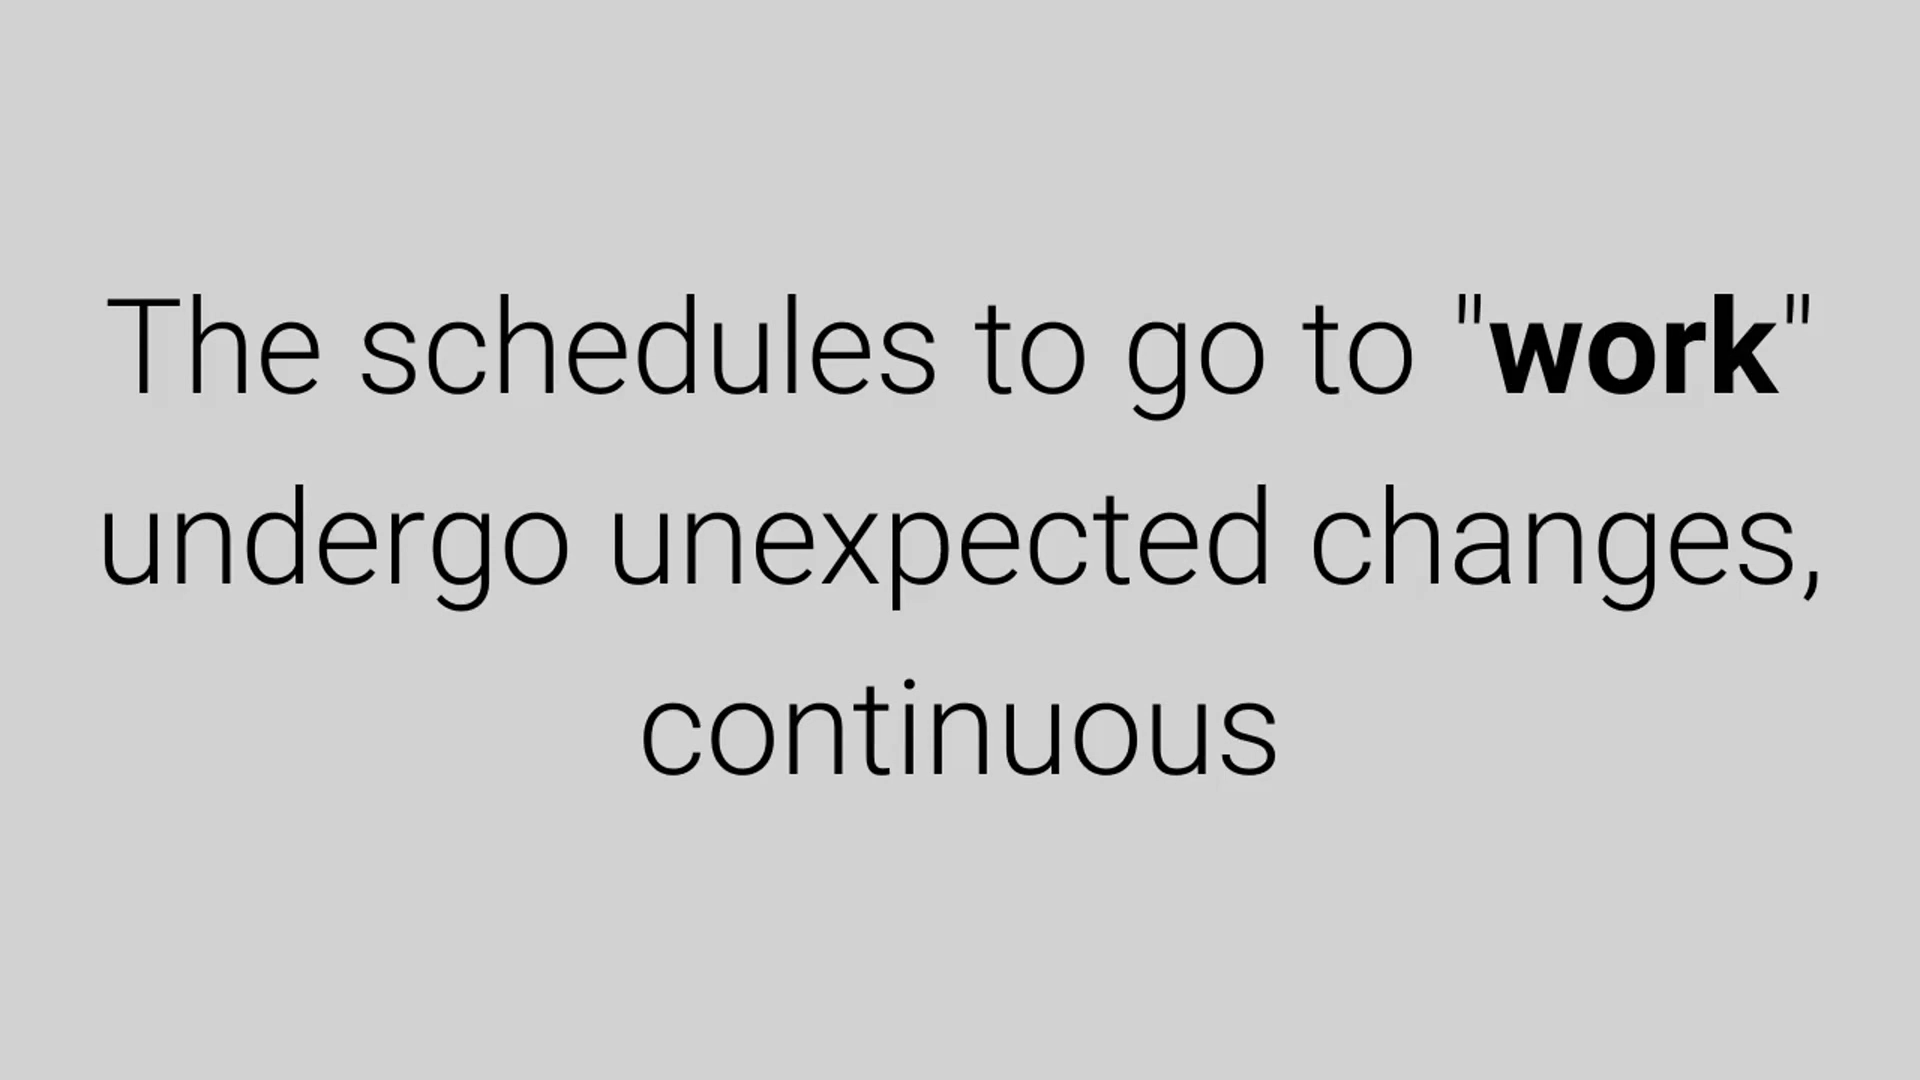 The schedules to go to "work"
undergo unexpected changes,
continuous